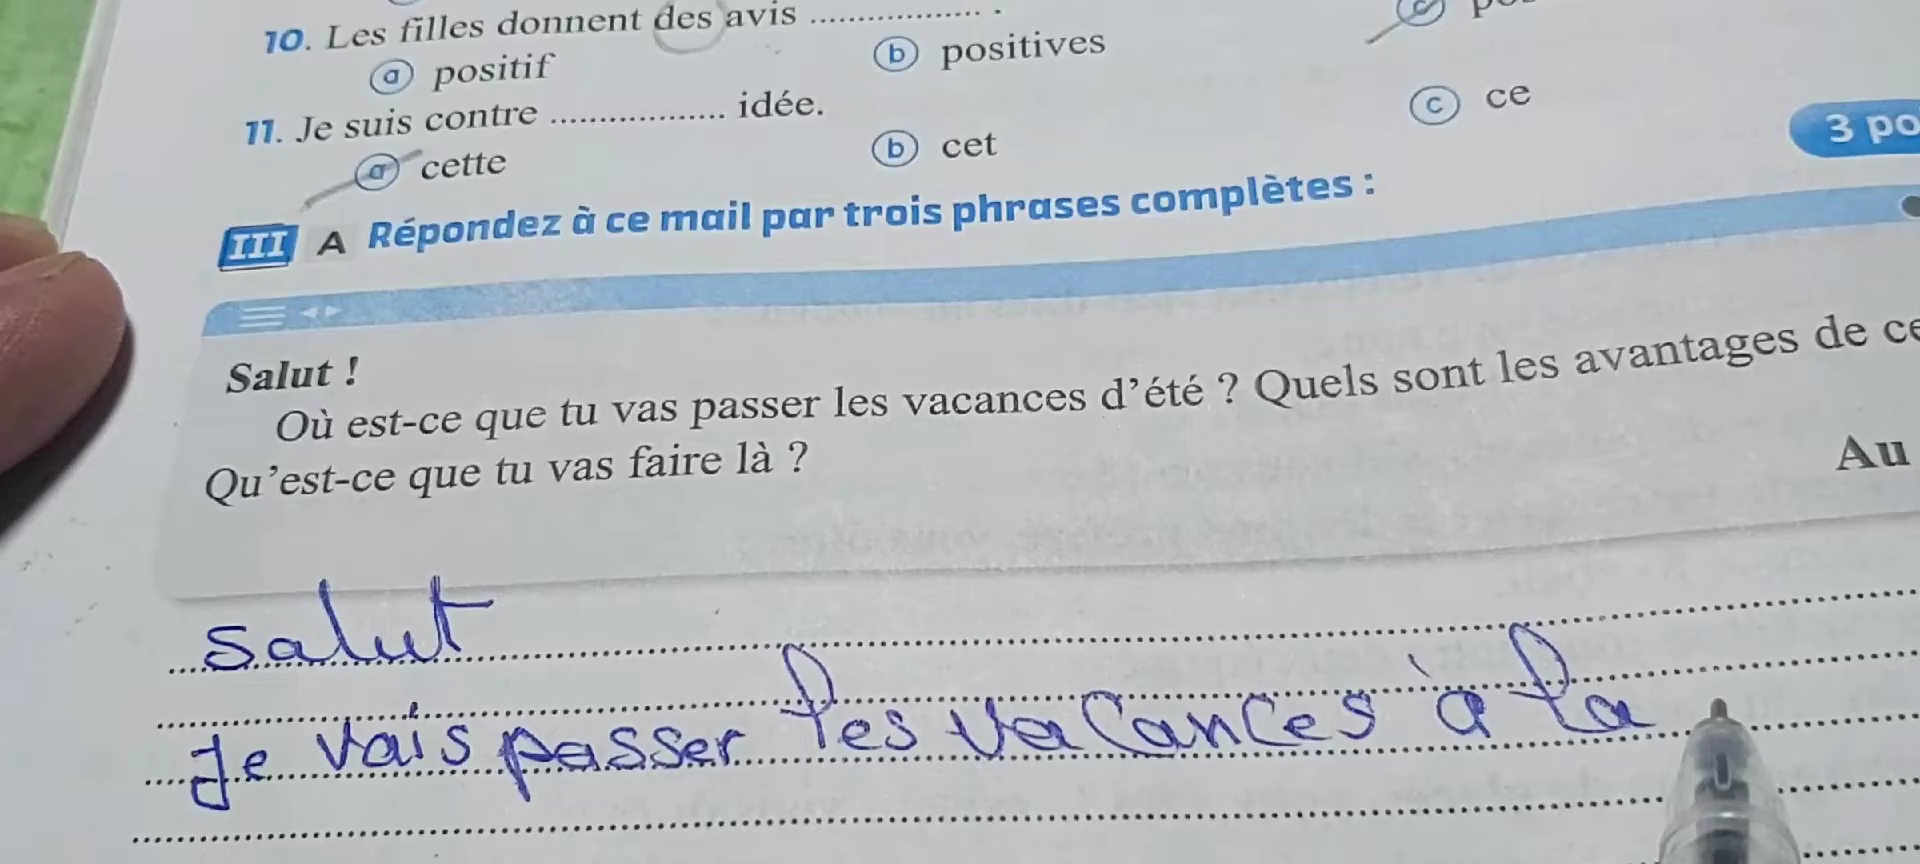 10. Les filles donnent des avis .................. .
a positif
b positives
c
11. Je suis contre .................. idée.
a cette
b cet
c ce
3 po
III A Répondez à ce mail par trois phrases complètes :
Salut !
Où est-ce que tu vas passer les vacances d'été ? Quels sont les avantages de ce
Qu'est-ce que tu vas faire là ?
Au
salut
Je vais passer les vacances à la